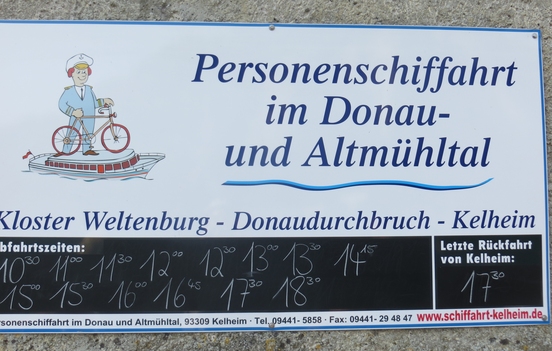 Personenschiffahrt
im Donau-
und Altmühltal
Kloster Weltenburg - Donaudurchbruch - Kelheim
bfahrtszeiten:
10³⁰ 11⁰⁰ 11³⁰ 12⁰⁰ 12³⁰ 13⁰⁰ 13³⁰ 14¹⁵
15⁰⁰ 15³⁰ 16⁰⁰ 16⁴⁵ 17³⁰ 18³⁰
Letzte Rückfahrt
von Kelheim:
17³⁰
rsonenschiffahrt im Donau und Altmühltal, 93309 Kelheim · Tel. 09441- 5858 · Fax: 09441- 29 48 47 www.schiffahrt-kelheim.de